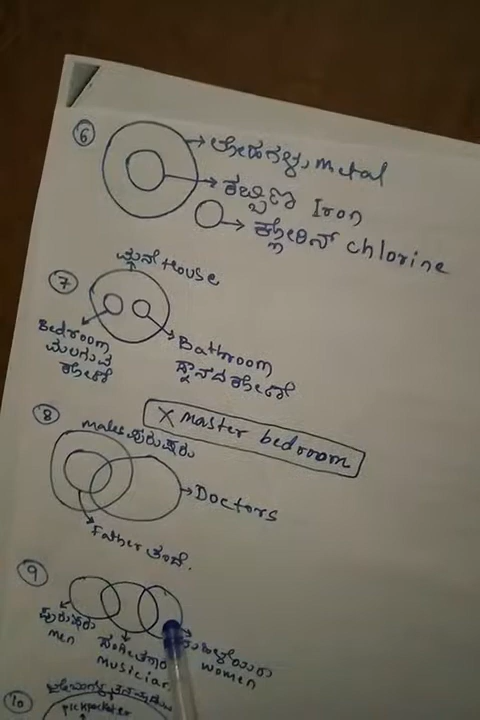 6
ಲೋಹಗಳು metal
ಕಬ್ಬಿಣ Iron
ಕ್ಲೋರಿನ್ chlorine
7
ಮನೆ House
Bedroom
ಮಲಗುವ
ಕೋಣೆ
Bathroom
ಸ್ನಾನದ ಕೋಣೆ
8
X master bedroom
males ಪುರುಷರು
Doctors
Father ತಂದೆ.
9
ಪುರುಷರು
men
musician
women
10
pickpocketer